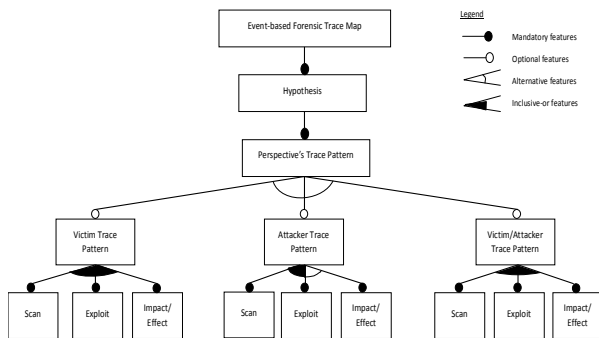 Legend
Event-based Forensic Trace Map
Mandatory features
Optional features
Alternative features
Hypothesis
Inclusive-or features
Perspective's Trace Pattern
Victim Trace
Pattern
Attacker Trace
Pattern
Victim/Attacker
Trace Pattern
Scan
Exploit
Impact/
Effect
Scan
Exploit
Impact/
Effect
Scan
Exploit
Impact/
Effect